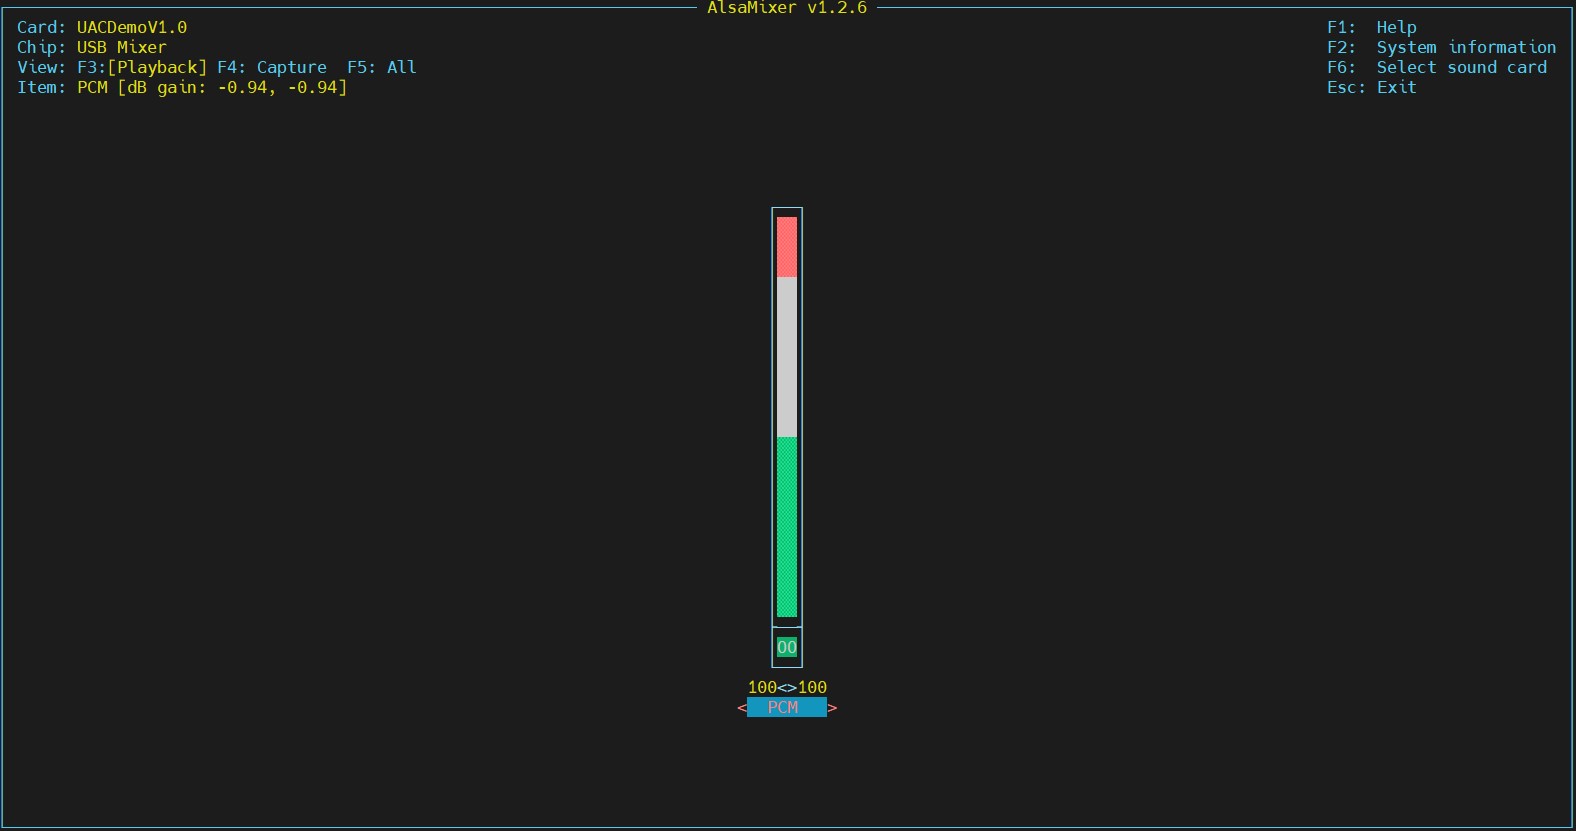 AlsaMixer v1.2.6
Card: UACDemoV1.0
F1: Help
Chip: USB Mixer
F2: System information
View: F3:[Playback] F4: Capture F5: All
F6: Select sound card
Item: PCM [dB gain: -0.94, -0.94]
Esc: Exit
OO
100<>100
< PCM >